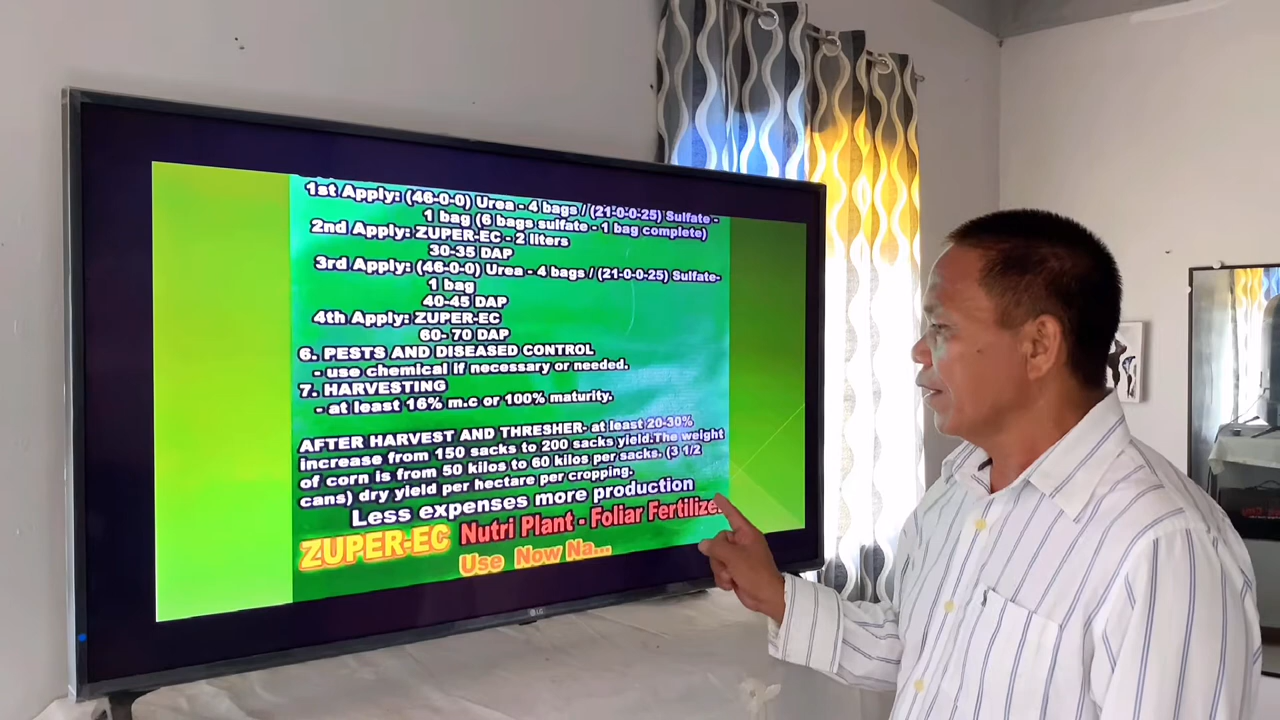 1st Apply: (46-0-0) Urea - 4 bags / (21-0-0-25) Sulfate -
1 bag (6 bags sulfate - 1 bag complete)
2nd Apply: ZUPER-EC - 2 liters
30-35 DAP
3rd Apply: (46-0-0) Urea - 4 bags / (21-0-0-25) Sulfate-
1 bag
40-45 DAP
4th Apply: ZUPER-EC
60- 70 DAP
6. PESTS AND DISEASED CONTROL
- use chemical if necessary or needed.
7. HARVESTING
- at least 16% m.c or 100% maturity.
AFTER HARVEST AND THRESHER- at least 20-30%
increase from 150 sacks to 200 sacks yield.The weight
of corn is from 50 kilos to 60 kilos per sacks. (3 1/2
cans) dry yield per hectare per cropping.
Less expenses more production
ZUPER-EC Nutri Plant - Foliar Fertilizer
Use Now Na...
LG